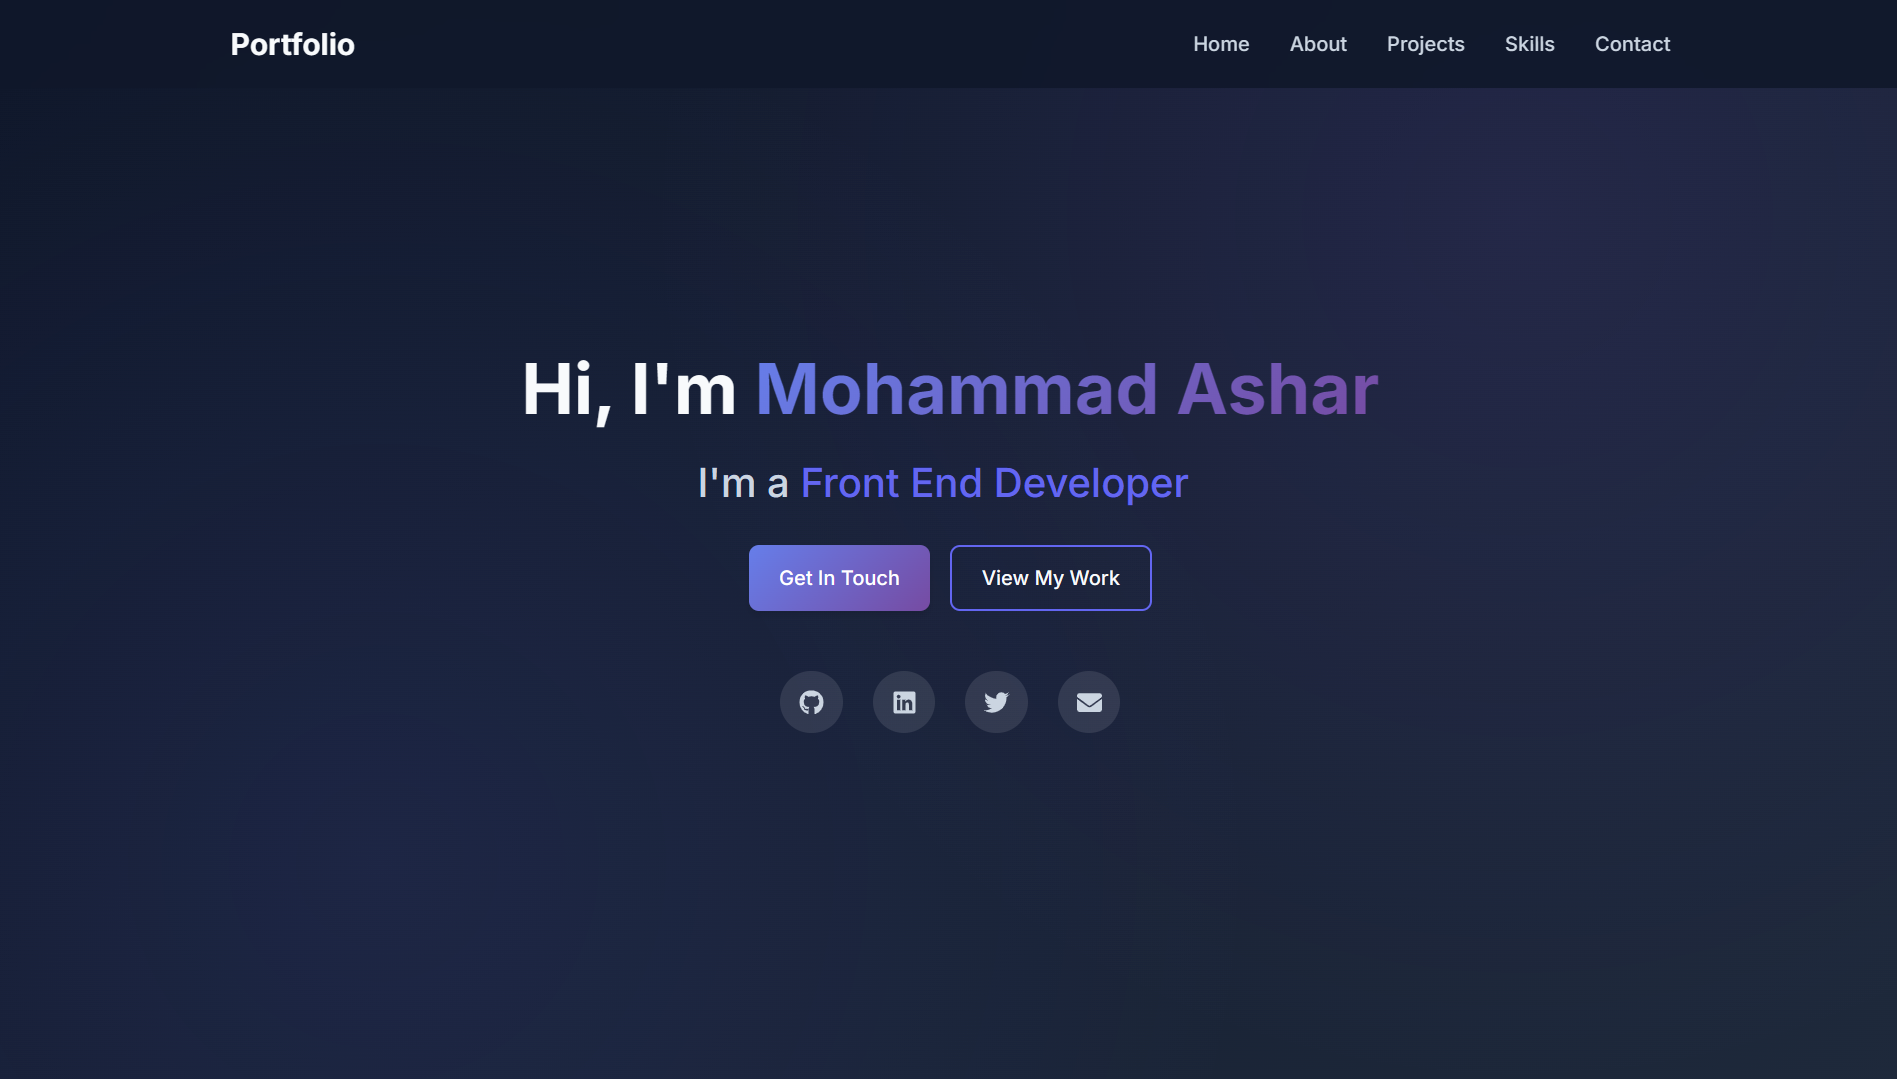 Portfolio
Home About Projects Skills Contact
Hi, I'm Mohammad Ashar
I'm a Front End Developer
Get In Touch
View My Work